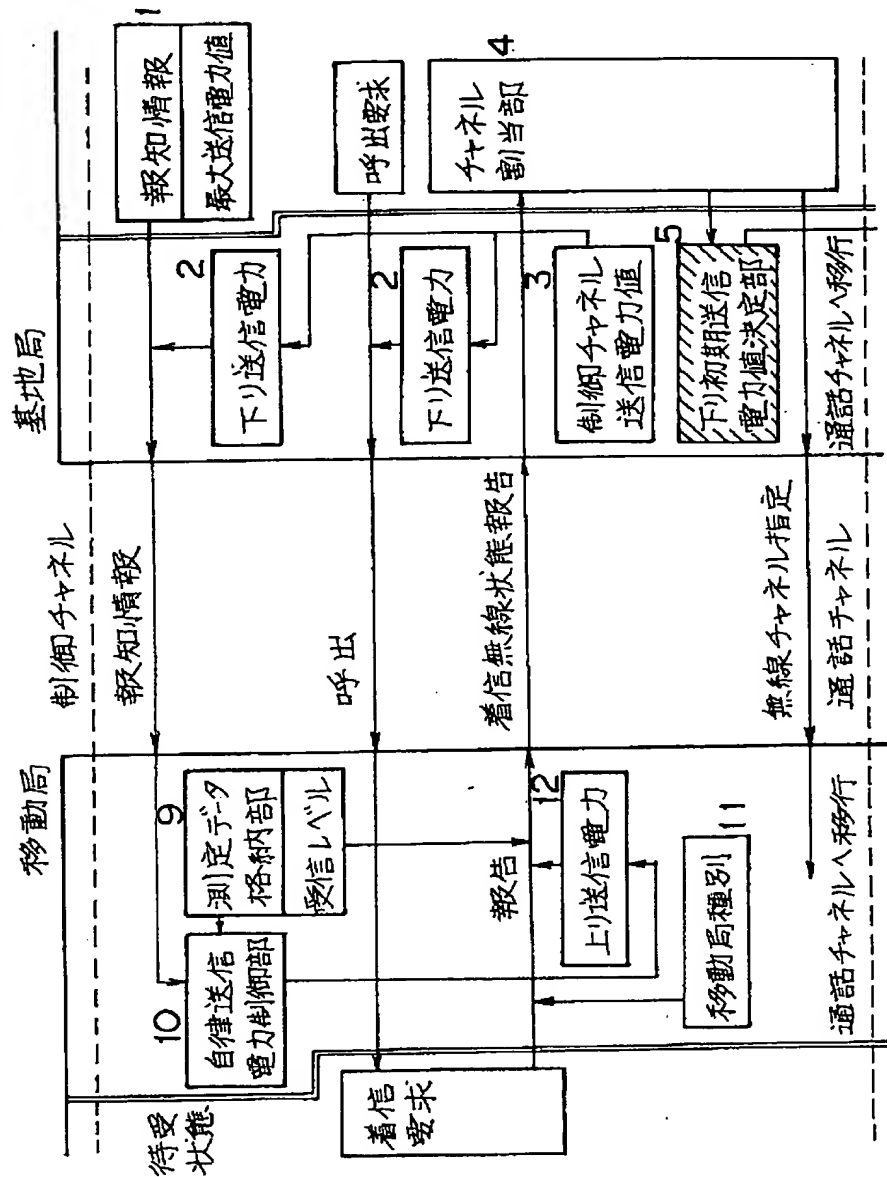 移動局
基地局
制御チャネル
待受
状態
10
自律送信
電力制御部
9
測定データ
格納部
受信レベル
報知情報
2
下り送信電力
1
報知情報
最大送信電力値
着信
要求
呼出
2
下り送信電力
呼出要求
報告
12
上り送信電力
着信無線状態報告
3
制御チャネル
送信電力値
4
チャネル
割当部
移動局種別
11
5
下り初期送信
電力値決定部
無線チャネル指定
通話チャネルへ移行
通話チャネル
通話チャネルへ移行